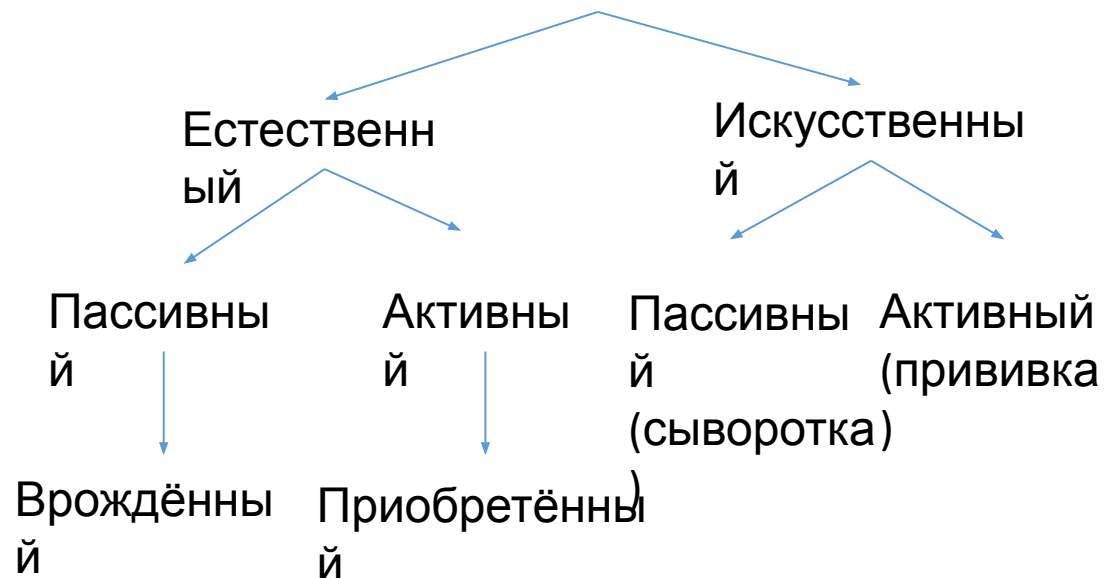 Естественн
ый
Искусственны
й
Пассивны
й
Активны
й
Пассивны
й
(сыворотка
)
Активный
(прививка
)
Врождённы
й
Приобретённы
й